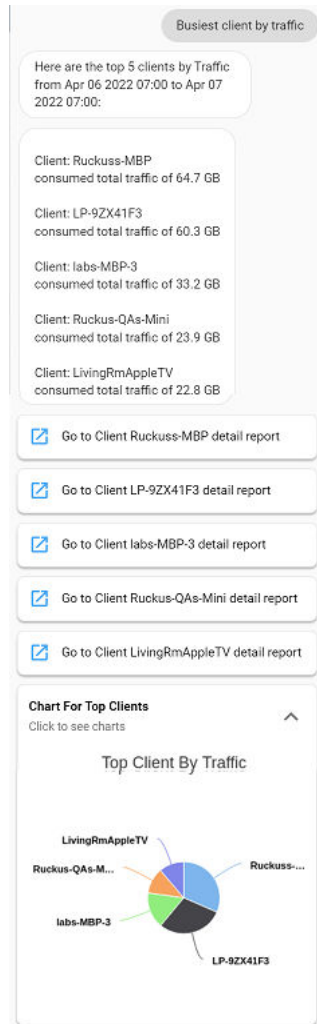 Busiest client by traffic
Here are the top 5 clients by Traffic
from Apr 06 2022 07:00 to Apr 07
2022 07:00:
Client: Ruckuss-MBP
consumed total traffic of 64.7 GB
Client: LP-9ZX41F3
consumed total traffic of 60.3 GB
Client: labs-MBP-3
consumed total traffic of 33.2 GB
Client: Ruckus-QAs-Mini
consumed total traffic of 23.9 GB
Client: LivingRmAppleTV
consumed total traffic of 22.8 GB
Go to Client Ruckuss-MBP detail report
Go to Client LP-9ZX41F3 detail report
Go to Client labs-MBP-3 detail report
Go to Client Ruckus-QAs-Mini detail report
Go to Client LivingRmAppleTV detail report
Chart For Top Clients
Click to see charts
Top Client By Traffic
LivingRmAppleTV
Ruckuss-...
Ruckus-QAs-M...
labs-MBP-3
LP-9ZX41F3